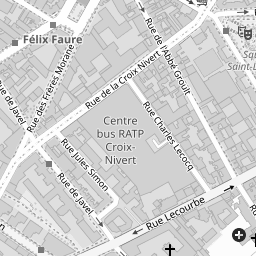 Félix Faure
Rue de l'Abbé Groult
Rue de la Croix Nivert
Rue des Frères Morane
Rue de Javel
Rue Charles Lecocq
Centre
bus RATP
Croix-
Nivert
Rue Jules Simon
Rue de Javel
Rue Lecourbe